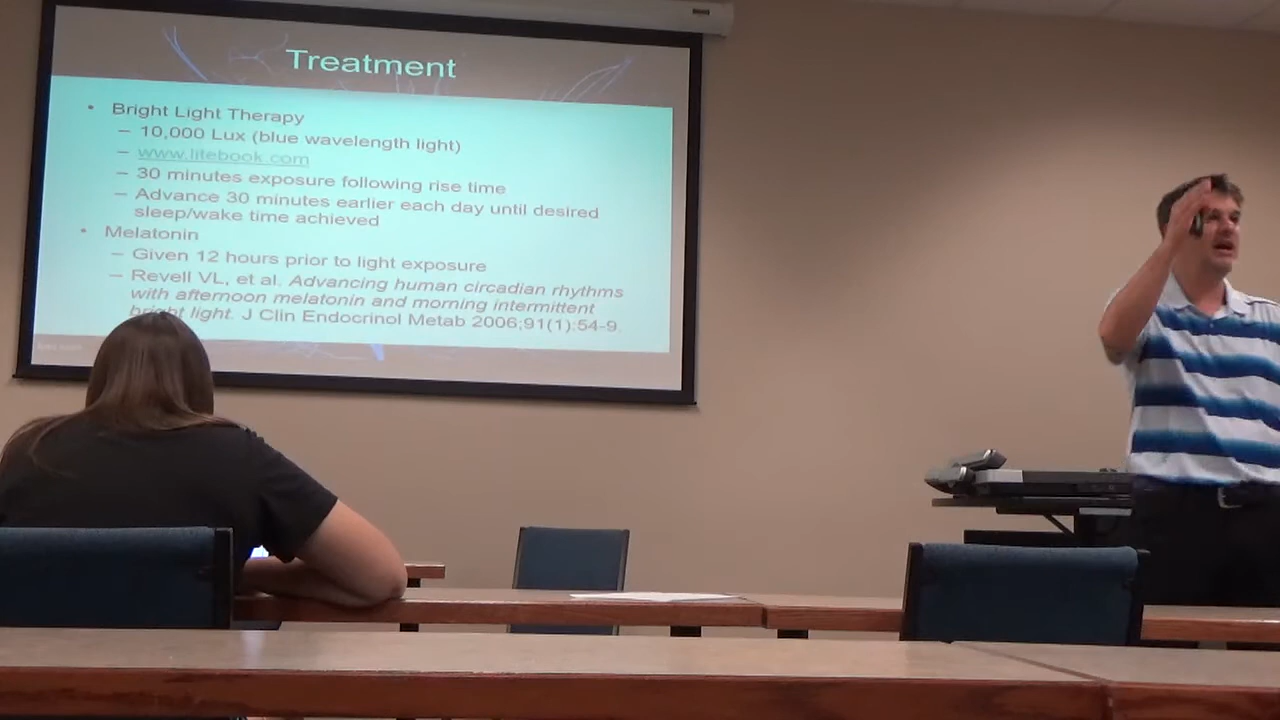 Treatment
• Bright Light Therapy
– 10,000 Lux (blue wavelength light)
– www.litebook.com
– 30 minutes exposure following rise time
– Advance 30 minutes earlier each day until desired
sleep/wake time achieved
• Melatonin
– Given 12 hours prior to light exposure
– Revell VL, et al. Advancing human circadian rhythms
with afternoon melatonin and morning intermittent
bright light. J Clin Endocrinol Metab 2006;91(1):54-9.